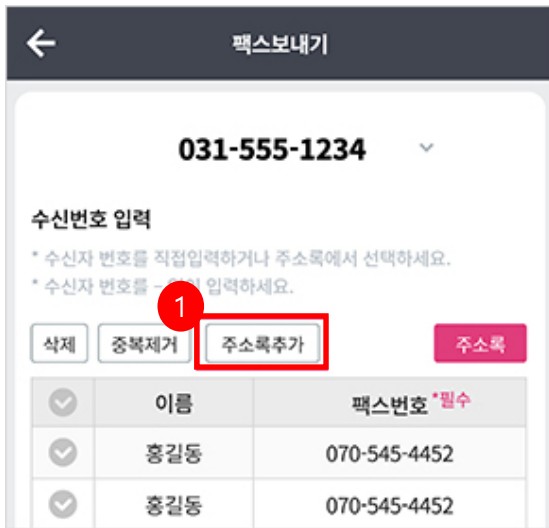 팩스보내기
031-555-1234
수신번호 입력
* 수신자 번호를 직접입력하거나 주소록에서 선택하세요.
* 수신자 번호를 – 없이 입력하세요.
1
삭제 중복제거 주소록추가 주소록
이름 팩스번호 *필수
홍길동 070-545-4452
홍길동 070-545-4452